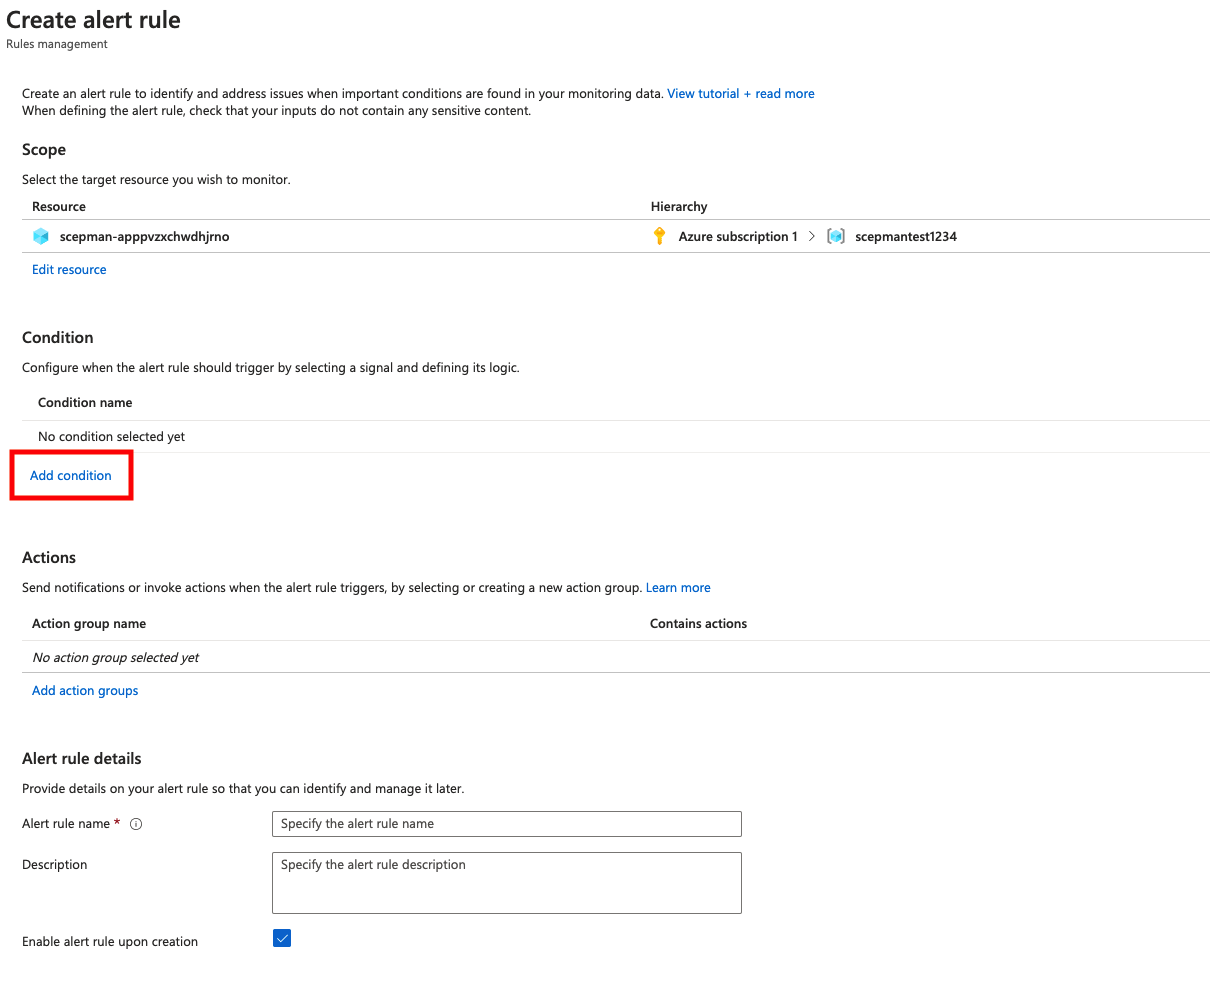 Create alert rule
Rules management
Create an alert rule to identify and address issues when important conditions are found in your monitoring data. View tutorial + read more
When defining the alert rule, check that your inputs do not contain any sensitive content.
Scope
Select the target resource you wish to monitor.
Resource Hierarchy
scepman-apppvzxchwdhjrno Azure subscription 1 > scepmantest1234
Edit resource
Condition
Configure when the alert rule should trigger by selecting a signal and defining its logic.
Condition name
No condition selected yet
Add condition
Actions
Send notifications or invoke actions when the alert rule triggers, by selecting or creating a new action group. Learn more
Action group name Contains actions
No action group selected yet
Add action groups
Alert rule details
Provide details on your alert rule so that you can identify and manage it later.
Alert rule name * Specify the alert rule name
Description Specify the alert rule description
Enable alert rule upon creation